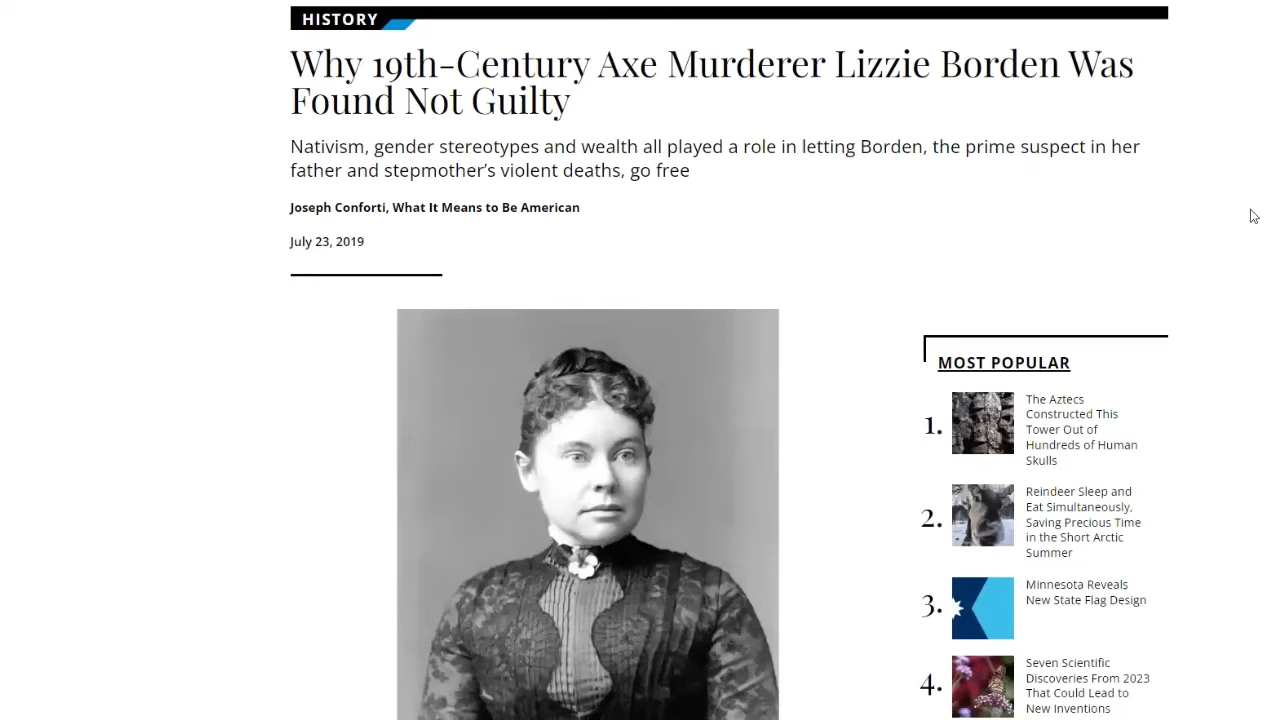 HISTORY
Why 19th-Century Axe Murderer Lizzie Borden Was
Found Not Guilty
Nativism, gender stereotypes and wealth all played a role in letting Borden, the prime suspect in her
father and stepmother's violent deaths, go free
Joseph Conforti, What It Means to Be American
July 23, 2019
MOST POPULAR
1.
The Aztecs
Constructed This
Tower Out of
Hundreds of Human
Skulls
2.
Reindeer Sleep and
Eat Simultaneously,
Saving Precious Time
in the Short Arctic
Summer
3.
Minnesota Reveals
New State Flag Design
4.
Seven Scientific
Discoveries From 2023
That Could Lead to
New Inventions